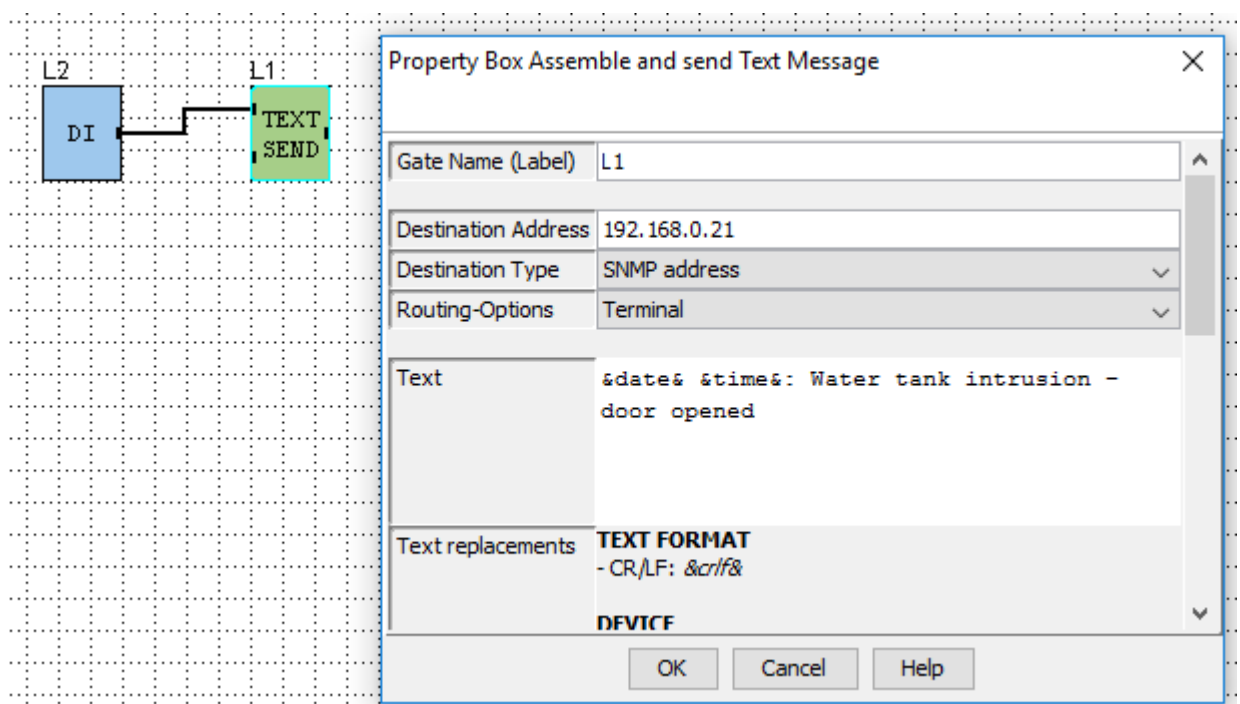 L2
L1
DI
TEXT
SEND
Property Box Assemble and send Text Message
Gate Name (Label) L1
Destination Address 192.168.0.21
Destination Type SNMP address
Routing-Options Terminal
Text &date& &time&: Water tank intrusion -
door opened
Text replacements TEXT FORMAT
- CR/LF: &crlf&
DEVICE
OK Cancel Help